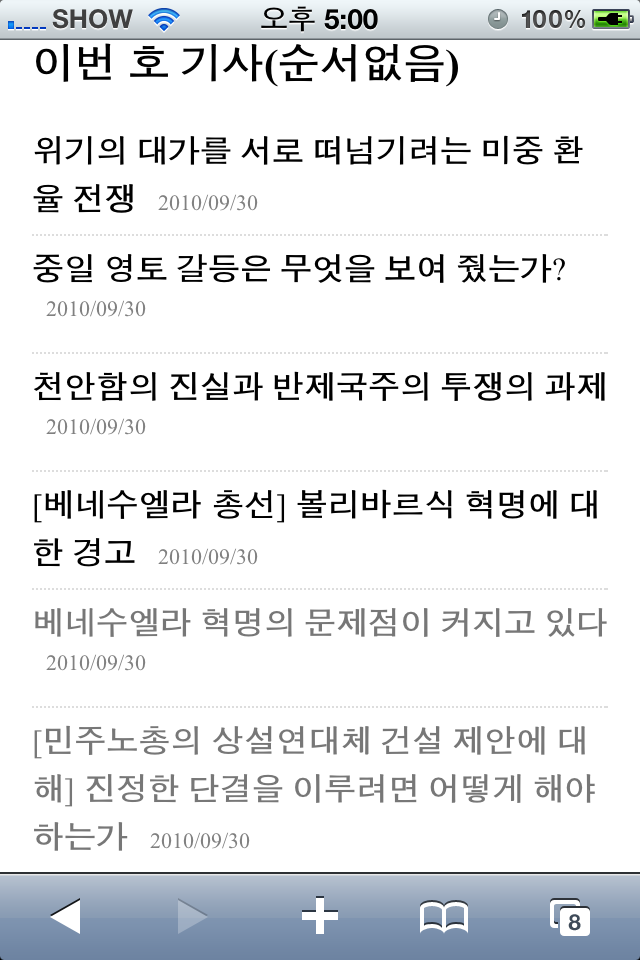 SHOW 오후 5:00 100%
이번 호 기사(순서없음)
위기의 대가를 서로 떠넘기려는 미중 환
율 전쟁 2010/09/30
중일 영토 갈등은 무엇을 보여 줬는가?
2010/09/30
천안함의 진실과 반제국주의 투쟁의 과제
2010/09/30
[베네수엘라 총선] 볼리바르식 혁명에 대
한 경고 2010/09/30
베네수엘라 혁명의 문제점이 커지고 있다
2010/09/30
[민주노총의 상설연대체 건설 제안에 대
해] 진정한 단결을 이루려면 어떻게 해야
하는가 2010/09/30
8